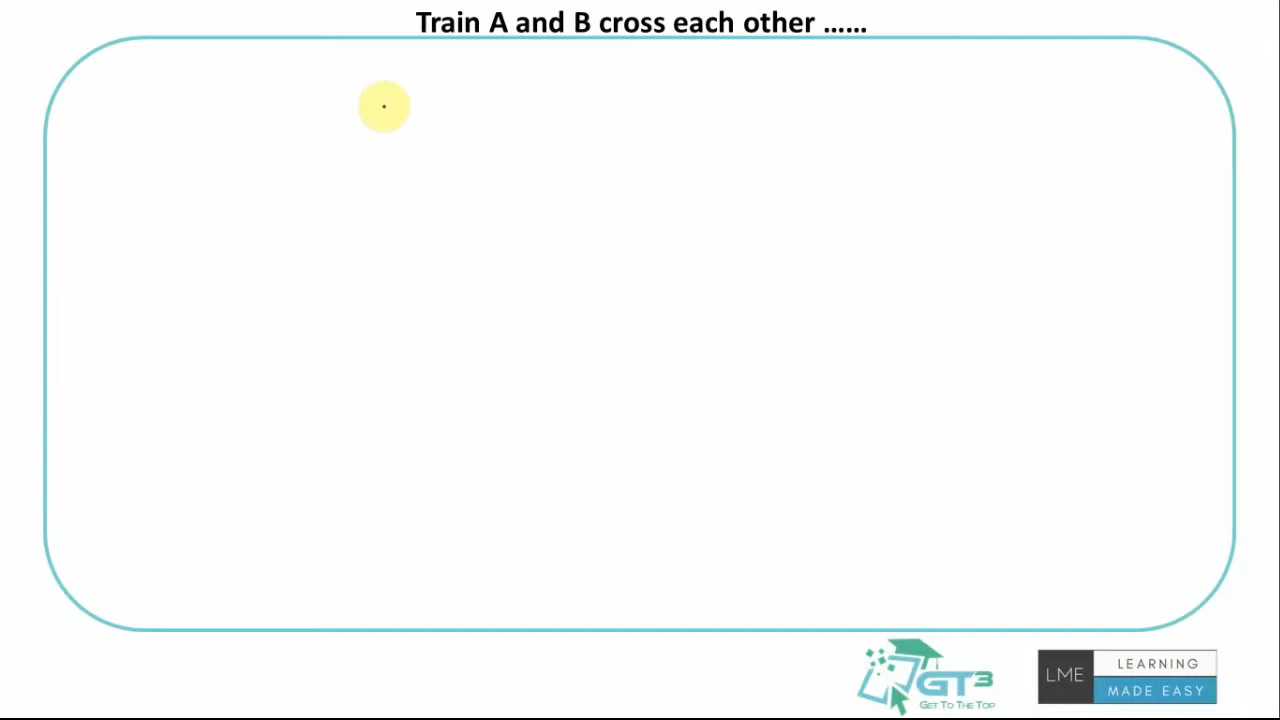 Train A and B cross each other ......
GT3
GET TO THE TOP
LME
LEARNING
MADE EASY